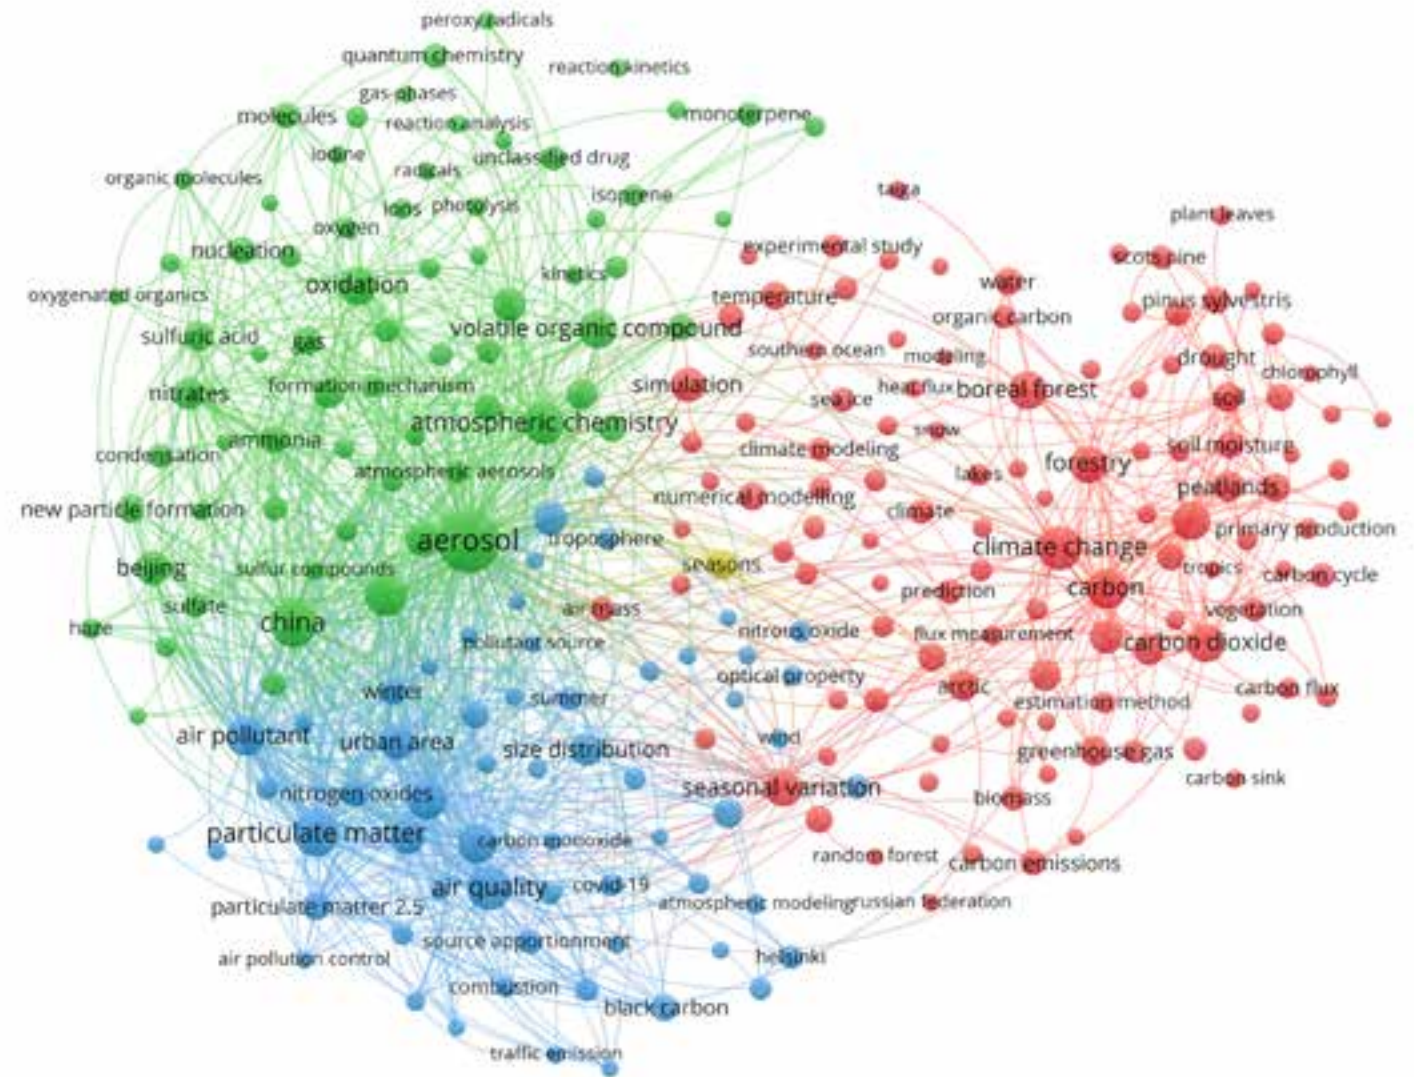 peroxy radicals
quantum chemistry
reaction kinetics
gas-phases
molecules
monoterpene
reaction analysis
iodine
unclassified drug
radicals
organic molecules
taiga
isoprene
ions
photolysis
plant leaves
oxygen
nucleation
experimental study
scots pine
kinetics
water
oxidation
oxygenated organics
temperature
pinus sylvestris
organic carbon
volatile organic compound
sulfuric acid
gas
southern ocean
modeling
drought
chlorophyll
formation mechanism
simulation
heat flux
boreal forest
nitrates
sea ice
soil
atmospheric chemistry
snow
ammonia
climate modeling
soil moisture
condensation
forestry
atmospheric aerosols
lakes
numerical modelling
peatlands
new particle formation
climate
primary production
aerosol
troposphere
climate change
seasons
beijing
sulfur compounds
tropics
carbon cycle
carbon
prediction
sulfate
air mass
vegetation
china
haze
nitrous oxide
flux measurement
pollutant source
carbon dioxide
optical property
winter
summer
arctic
carbon flux
estimation method
air pollutant
urban area
wind
size distribution
greenhouse gas
carbon sink
seasonal variation
nitrogen oxides
biomass
particulate matter
carbon monoxide
random forest
carbon emissions
air quality
covid-19
particulate matter 2.5
atmospheric modeling
russian federation
source apportionment
air pollution control
helsinki
combustion
black carbon
traffic emission